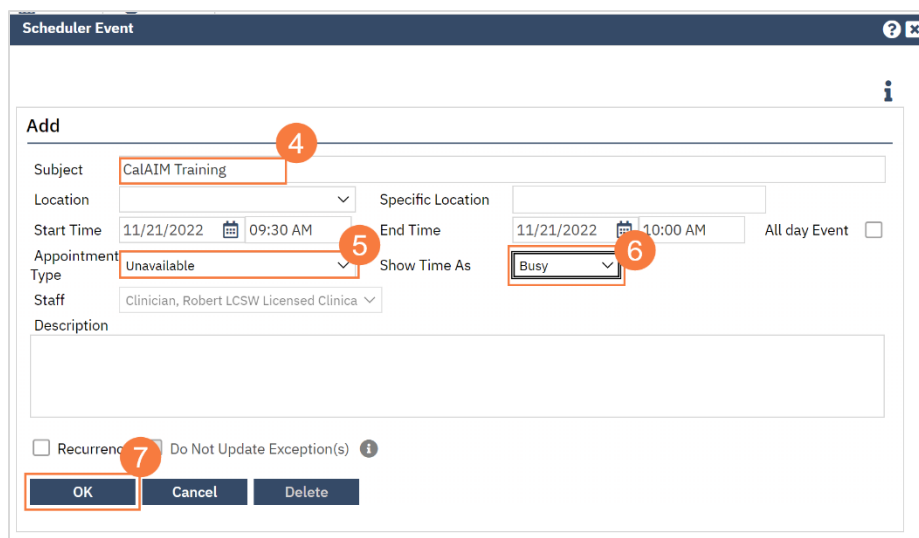 Scheduler Event
Add
4
Subject CalAIM Training
Location Specific Location
Start Time 11/21/2022 09:30 AM End Time 11/21/2022 10:00 AM All day Event
5
6
Appointment Type Unavailable Show Time As Busy
Staff Clinician, Robert LCSW Licensed Clinica
Description
Recurrenc Do Not Update Exception(s)
7
OK Cancel Delete